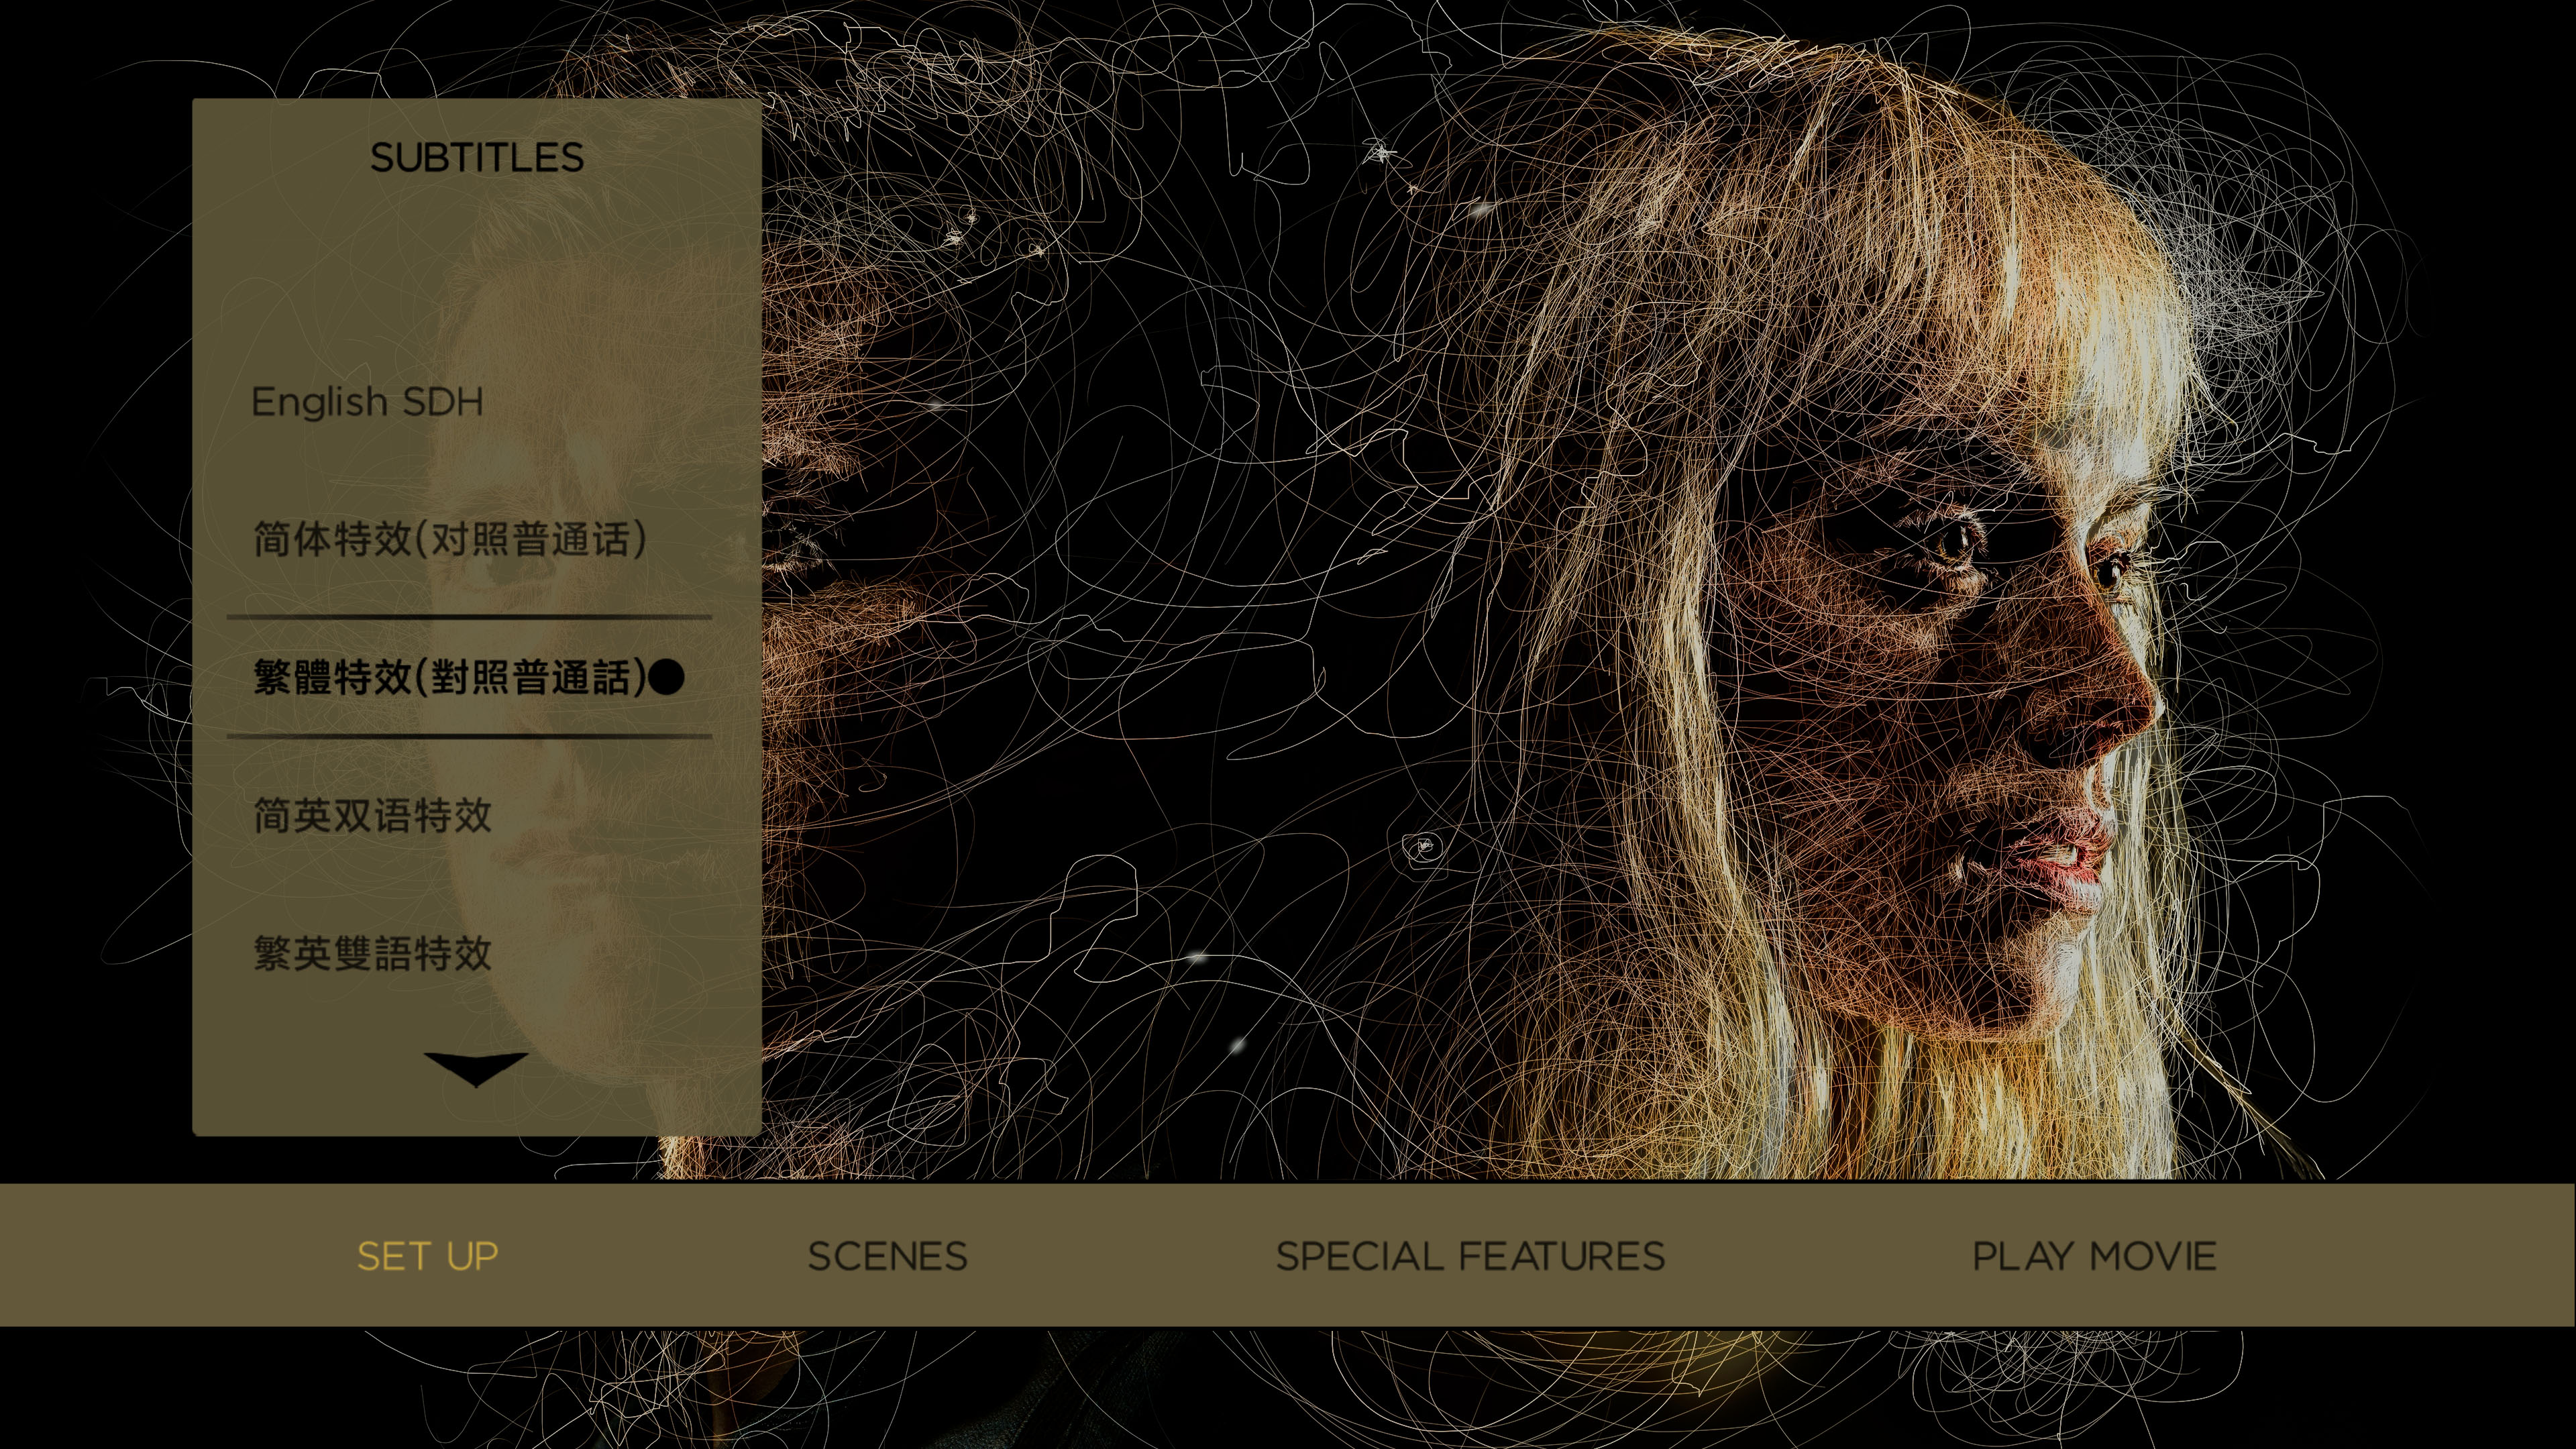 SUBTITLES
English SDH
简体特效(对照普通话)
繁體特效(對照普通話)
简英双语特效
繁英雙語特效
SET UP
SCENES
SPECIAL FEATURES
PLAY MOVIE